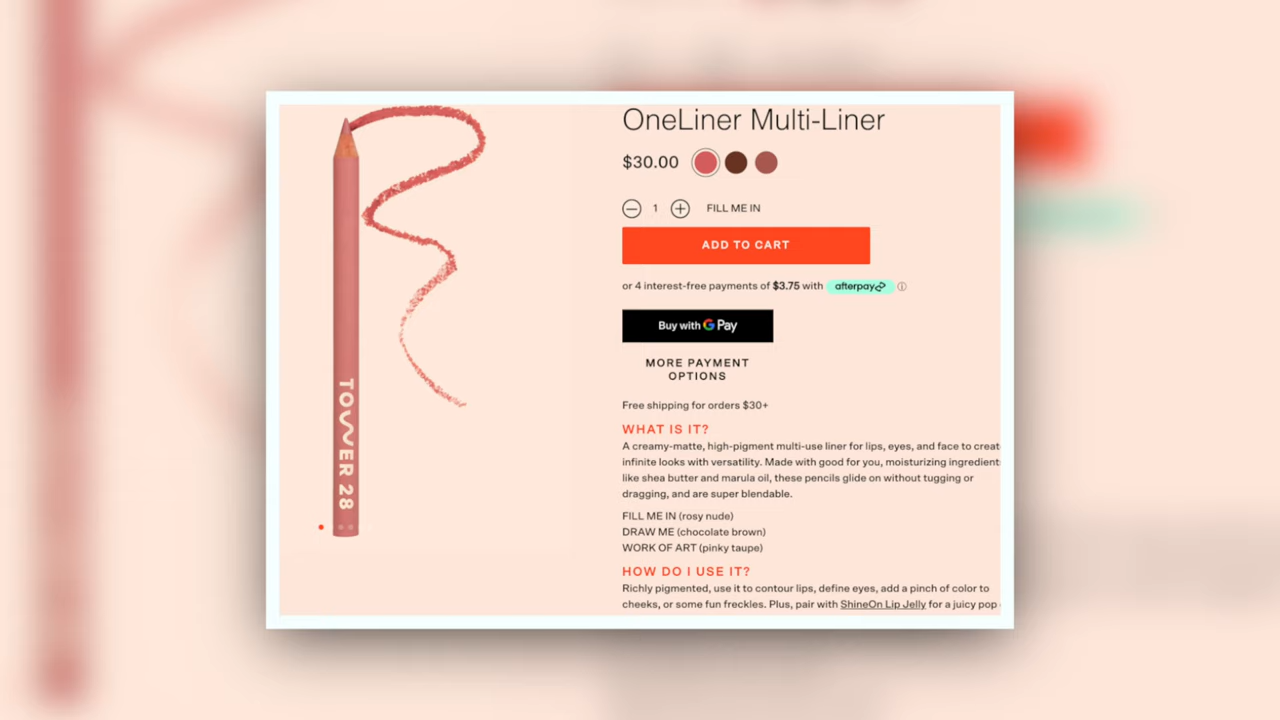 OneLiner Multi-Liner
$30.00
1 FILL ME IN
ADD TO CART
or 4 interest-free payments of $3.75 with afterpay
Buy with G Pay
MORE PAYMENT
OPTIONS
Free shipping for orders $30+
WHAT IS IT?
A creamy-matte, high-pigment multi-use liner for lips, eyes, and face to creat
infinite looks with versatility. Made with good for you, moisturizing ingredient
like shea butter and marula oil, these pencils glide on without tugging or
dragging, and are super blendable.
FILL ME IN (rosy nude)
DRAW ME (chocolate brown)
WORK OF ART (pinky taupe)
HOW DO I USE IT?
Richly pigmented, use it to contour lips, define eyes, add a pinch of color to
cheeks, or some fun freckles. Plus, pair with ShineOn Lip Jelly for a juicy pop
TOWER 28